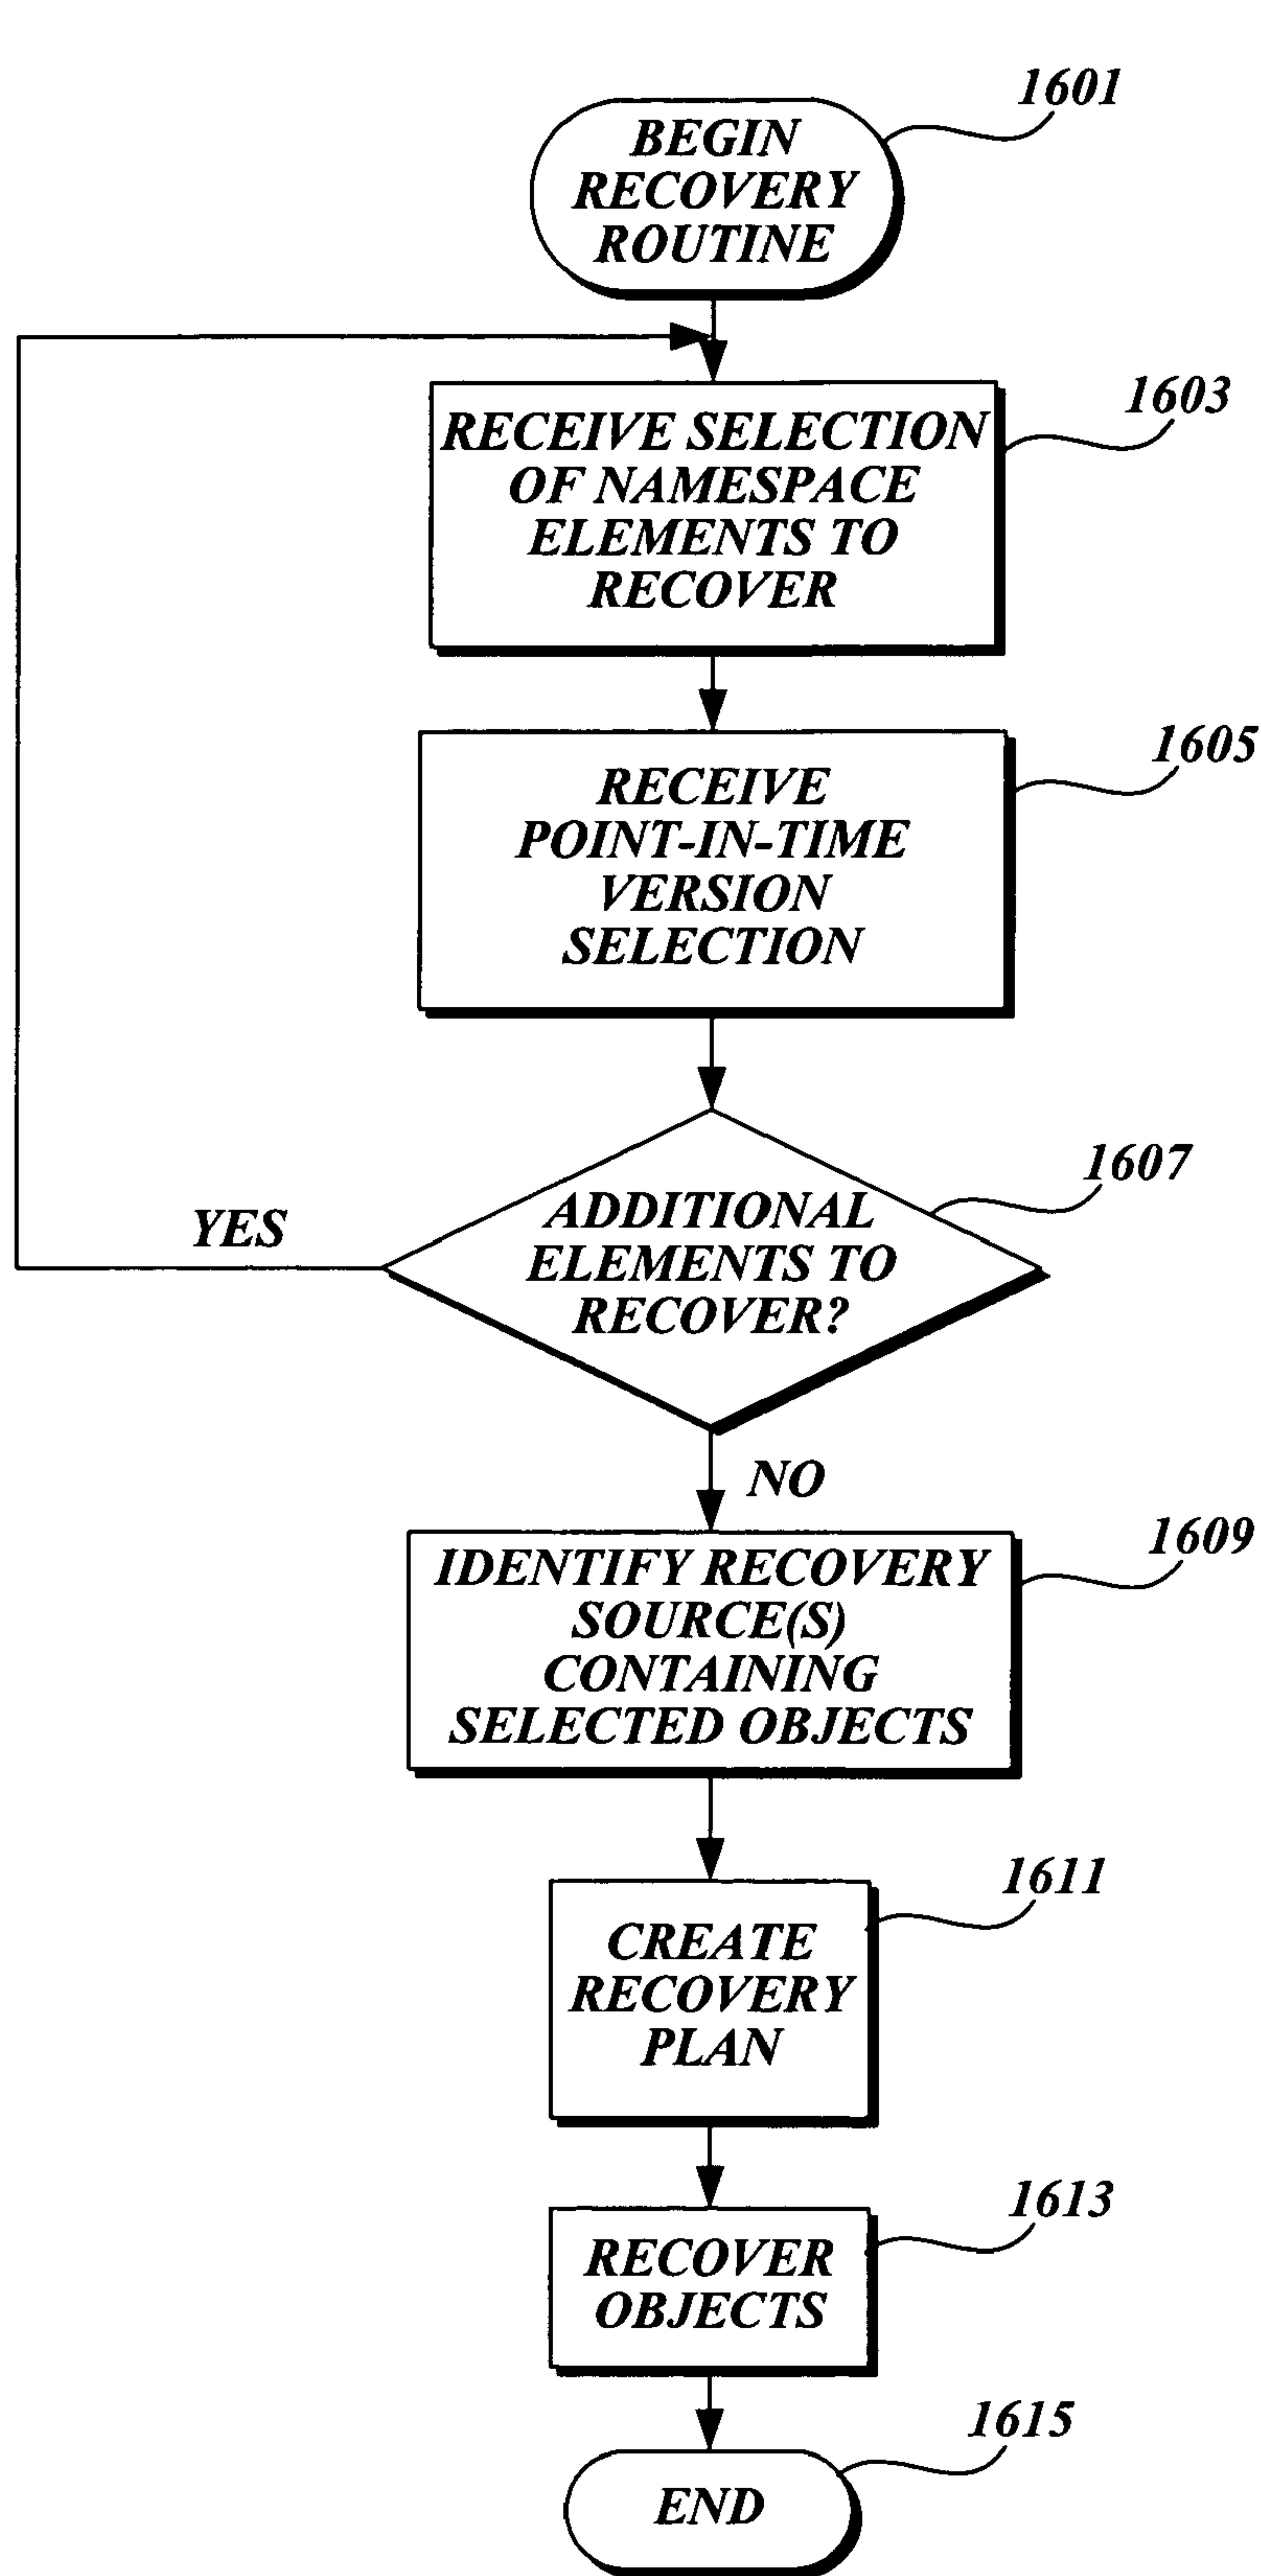 1601
BEGIN
RECOVERY
ROUTINE
1603
RECEIVE SELECTION
OF NAMESPACE
ELEMENTS TO
RECOVER
1605
RECEIVE
POINT-IN-TIME
VERSION
SELECTION
1607
ADDITIONAL
ELEMENTS TO
RECOVER?
YES
NO
1609
IDENTIFY RECOVERY
SOURCE(S)
CONTAINING
SELECTED OBJECTS
1611
CREATE
RECOVERY
PLAN
1613
RECOVER
OBJECTS
1615
END